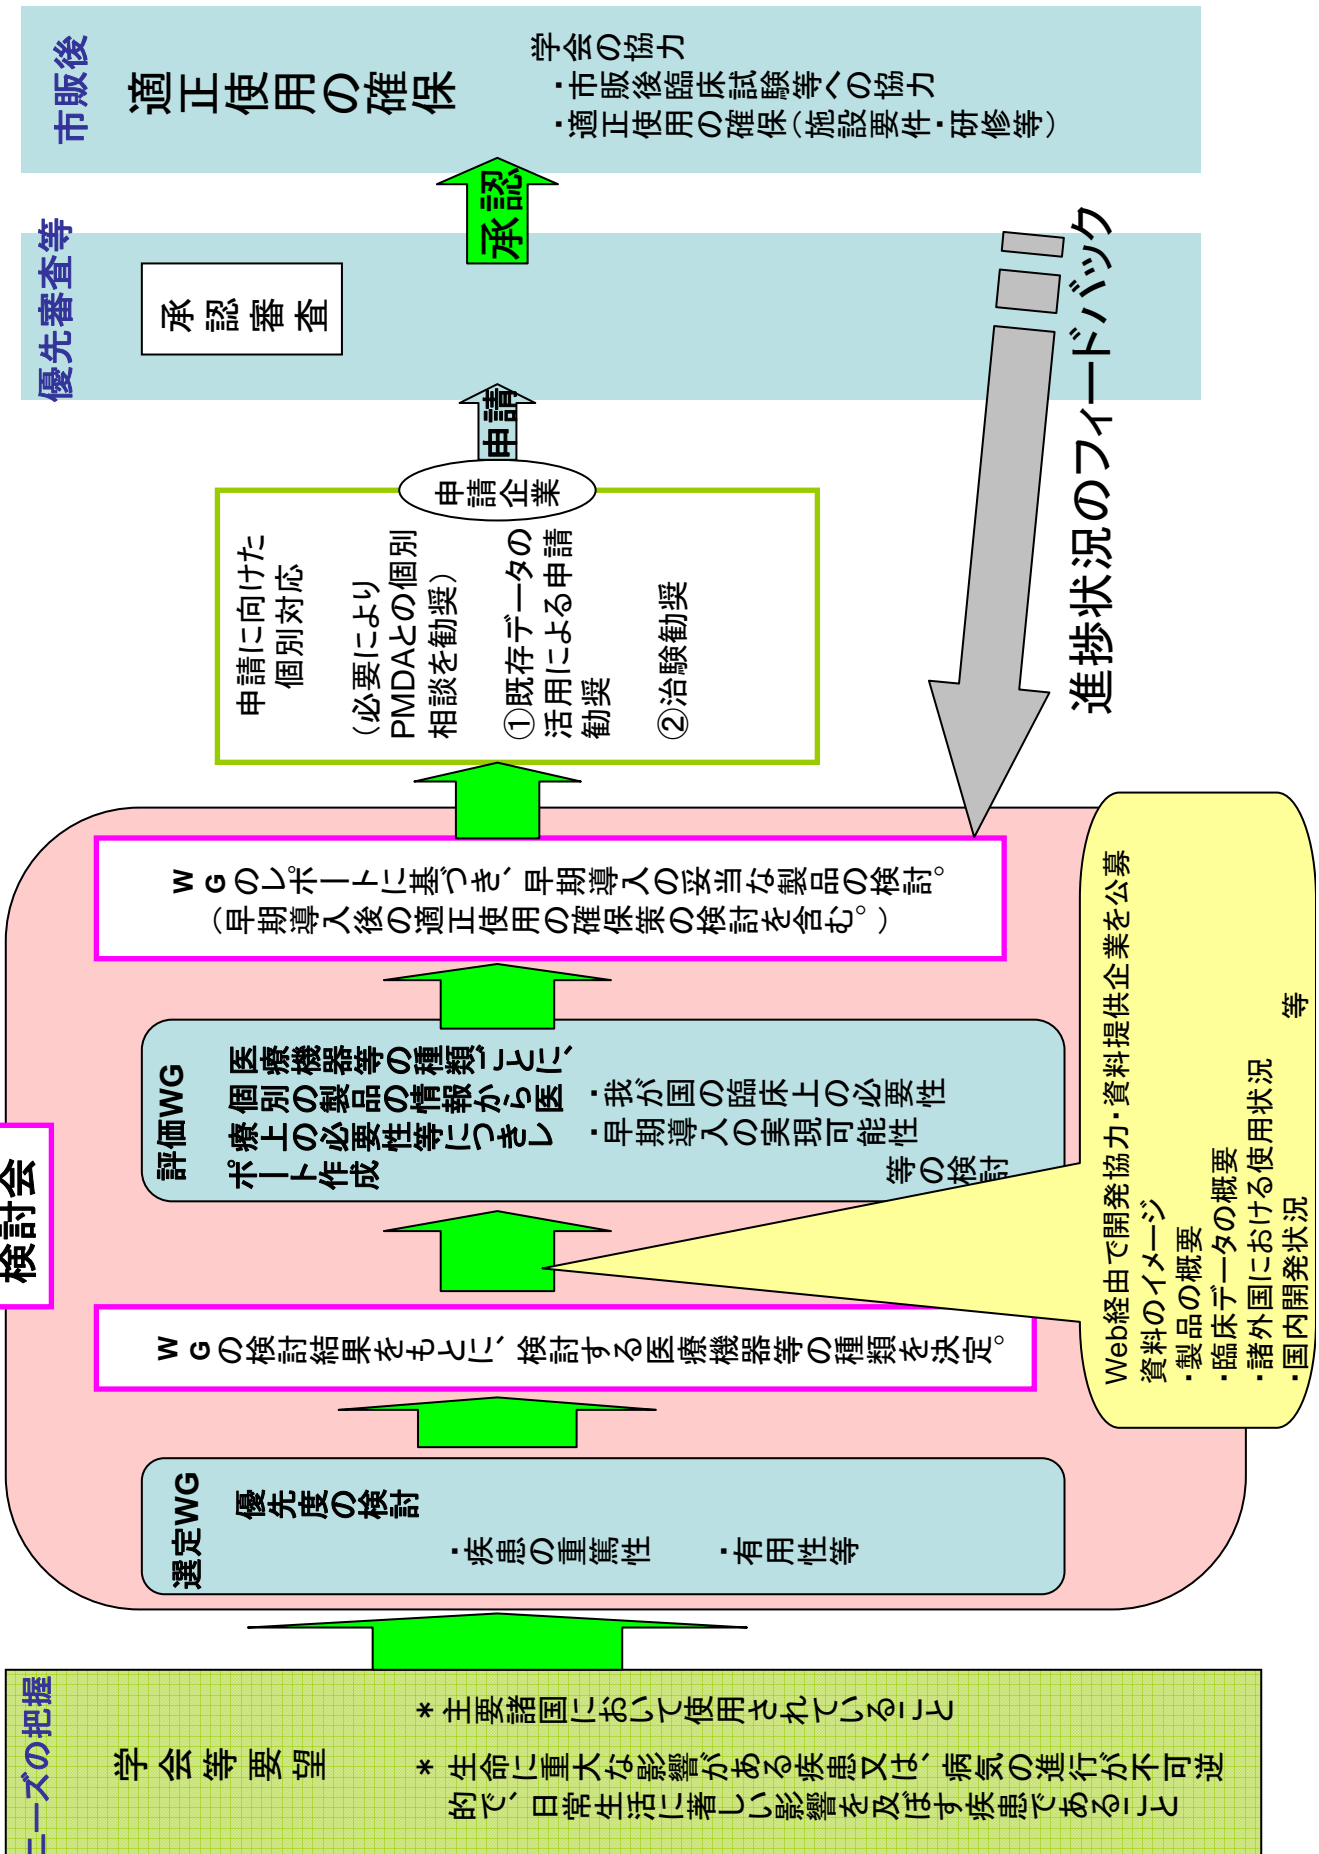 ニーズの把握
学会等要望
* 主要諸国において使用されていること
* 生命に重大な影響がある疾患又は、病気の進行が不可逆
的で、日常生活に著しい影響を及ぼす疾患であること
検討会
選定WG
優先度の検討
・疾患の重篤性　・有用性等
WGの検討結果をもとに、検討する医療機器等の種類を決定。
評価WG
医療機器等の種類ごとに、
個別の製品の情報から医
療上の必要性等につきレ
ポート作成
・我が国の臨床上の必要性
・早期導入の実現可能性
等の検討
WGのレポートに基づき、早期導入の妥当な製品の検討。
（早期導入後の適正使用の確保策の検討を含む。）
Web経由で開発協力・資料提供企業を公募
資料のイメージ
・製品の概要
・臨床データの概要
・諸外国における使用状況
・国内開発状況　等
申請に向けた
個別対応
（必要により
PMDAとの個別
相談を勧奨）
①既存データの
活用による申請
勧奨
②治験勧奨
申請企業
申請
優先審査等
承認審査
承認
進捗状況のフィードバック
市販後
適正使用の確保
学会の協力
・市販後臨床試験等への協力
・適正使用の確保（施設要件・研修等）